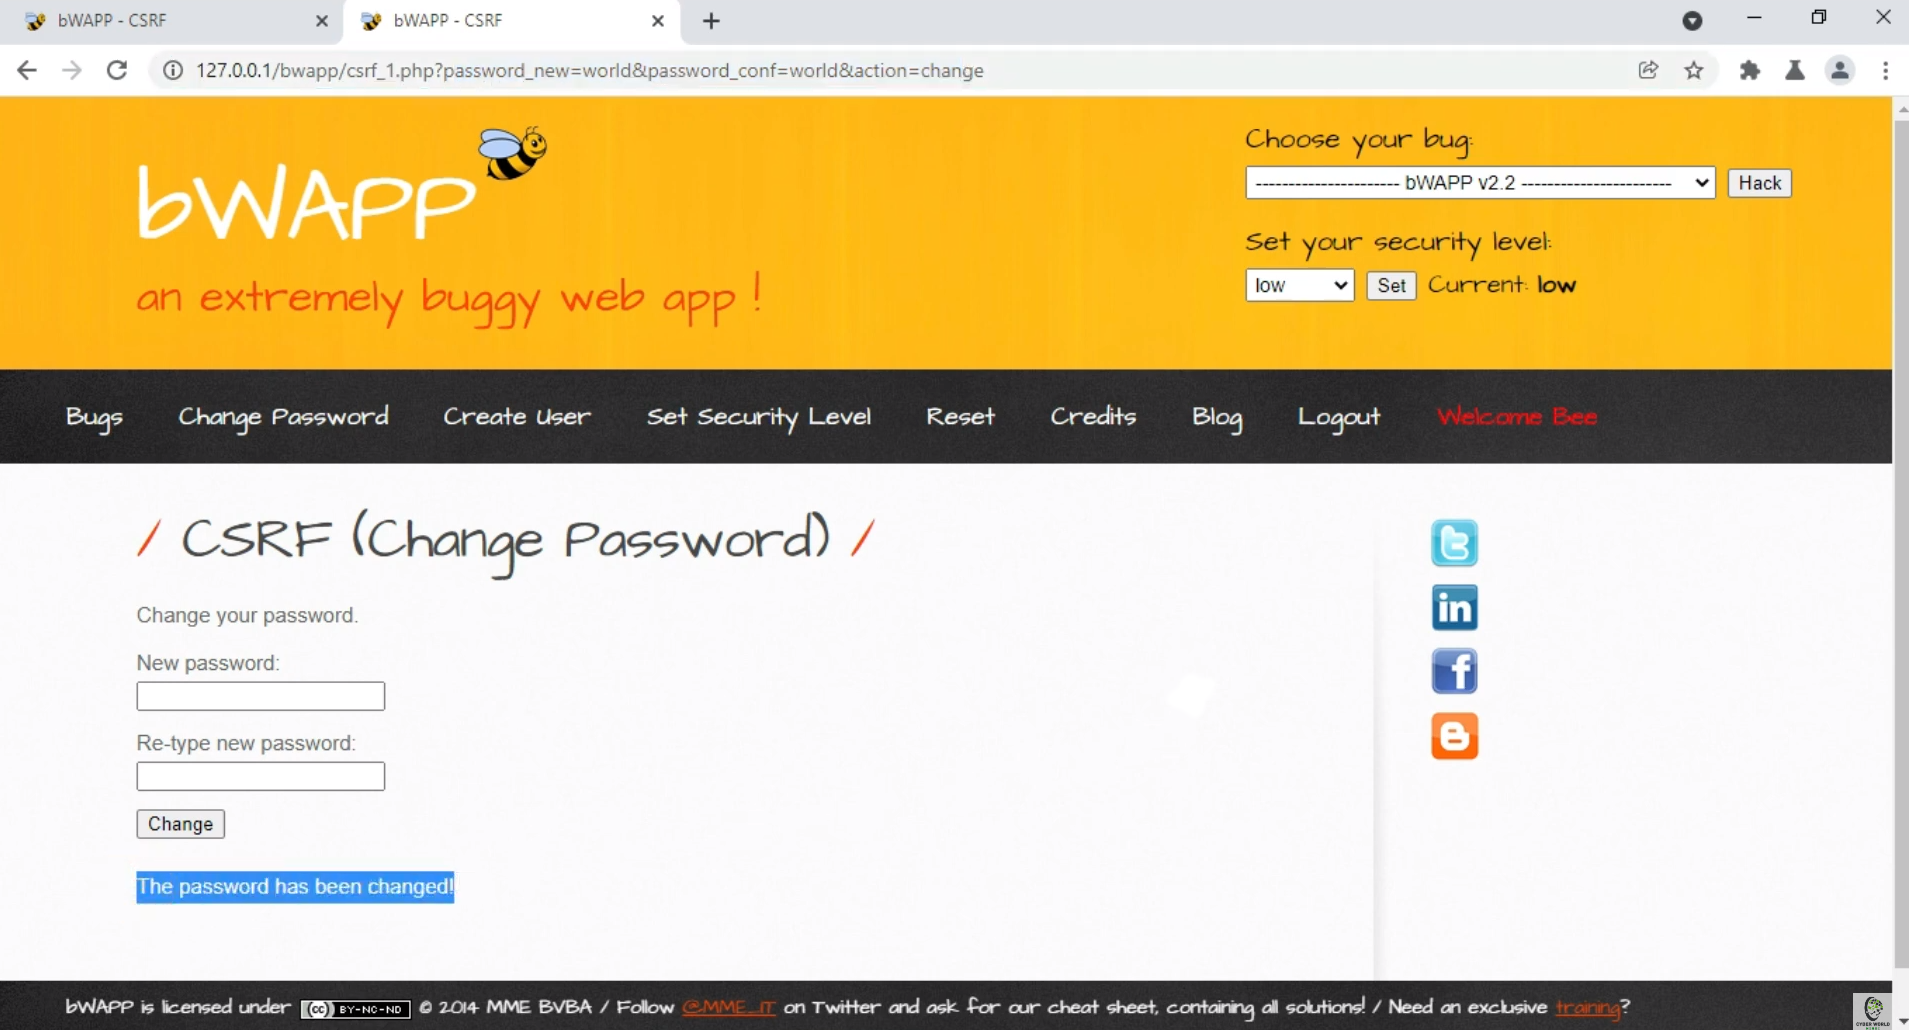 bWAPP - CSRF
bWAPP - CSRF
127.0.0.1/bwapp/csrf_1.php?password_new=world&password_conf=world&action=change
bWAPP
an extremely buggy web app !
Choose your bug:
---------------------- bWAPP v2.2 -----------------------
Hack
Set your security level:
low
Set
Current: low
Bugs Change Password Create User Set Security Level Reset Credits Blog Logout Welcome Bee
/ CSRF (Change Password) /
Change your password.
New password:
Re-type new password:
Change
The password has been changed!
bWAPP is licensed under (cc) BY-NC-ND © 2014 MME BVBA / Follow @MME_IT on Twitter and ask for our cheat sheet, containing all solutions! / Need an exclusive training?
CYBER WORLD